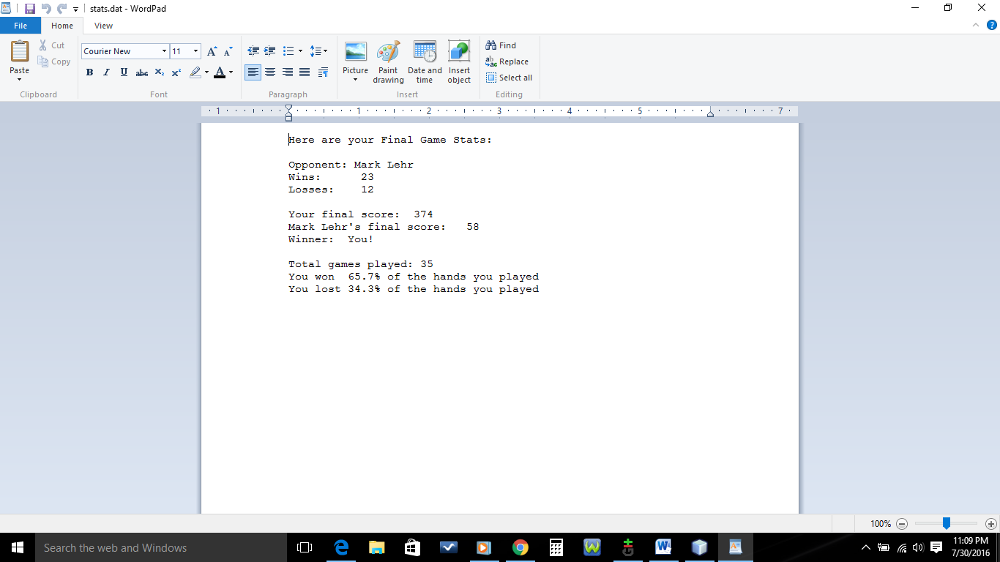 stats.dat - WordPad
File Home View
Paste
Cut
Copy
Clipboard
Courier New 11
Font
Paragraph
Picture
Paint drawing
Date and time
Insert object
Insert
Find
Replace
Select all
Editing
1 1 2 3 4 5 7
Here are your Final Game Stats:
Opponent: Mark Lehr
Wins: 23
Losses: 12
Your final score: 374
Mark Lehr's final score: 58
Winner: You!
Total games played: 35
You won 65.7% of the hands you played
You lost 34.3% of the hands you played
100%
Search the web and Windows
11:09 PM
7/30/2016